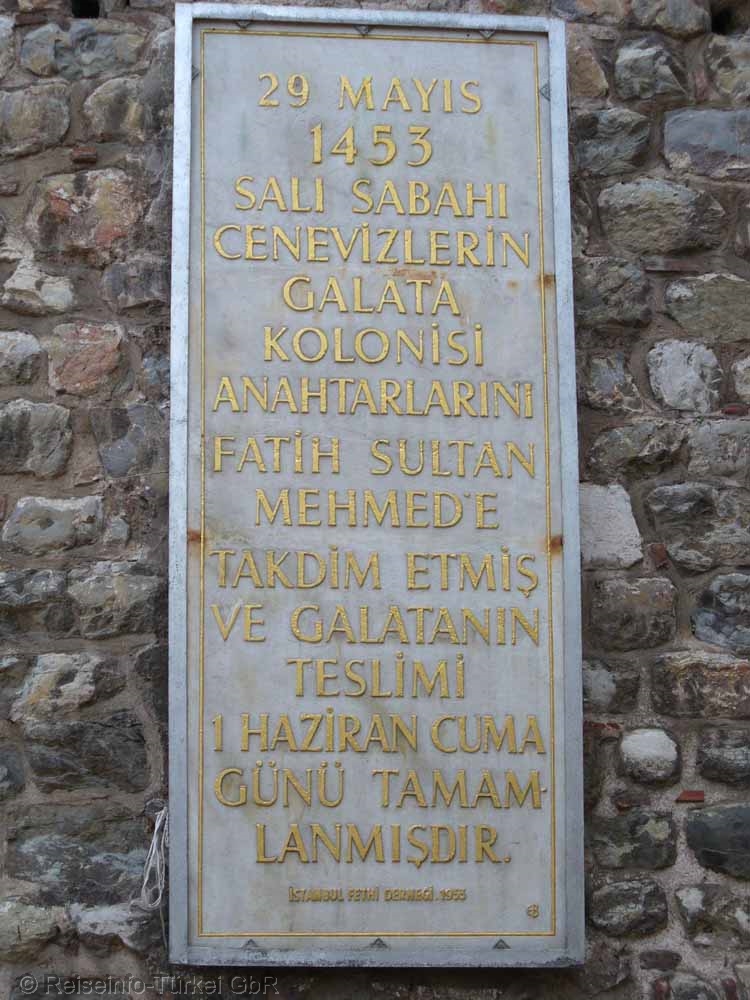 29 MAYIS
1453
SALI SABAHI
CENEVİZLERİN
GALATA
KOLONİSİ
ANAHTARLARINI
FATİH SULTAN
MEHMED'E
TAKDİM ETMİŞ
VE GALATANIN
TESLİMİ
1 HAZİRAN CUMA
GÜNÜ TAMAM-
LANMIŞDIR.
İSTANBUL FETHİ DERNEĞİ. 1953
© Reiseinfo-Türkei GbR